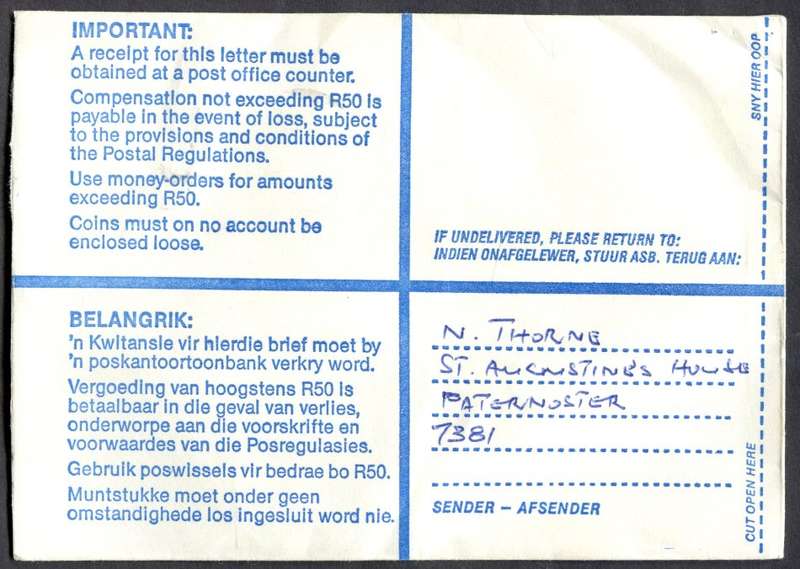 IMPORTANT:
A receipt for this letter must be
obtained at a post office counter.
Compensation not exceeding R50 is
payable in the event of loss, subject
to the provisions and conditions of
the Postal Regulations.
Use money-orders for amounts
exceeding R50.
Coins must on no account be
enclosed loose.
IF UNDELIVERED, PLEASE RETURN TO:
INDIEN ONAFGELEWER, STUUR ASB. TERUG AAN:
SNY HIER OOP
BELANGRIK:
'n Kwitansie vir hierdie brief moet by
'n poskantoortoonbank verkry word.
Vergoeding van hoogstens R50 is
betaalbaar in die geval van verlies,
onderworpe aan die voorskrifte en
voorwaardes van die Posregulasies.
Gebruik poswissels vir bedrae bo R50.
Muntstukke moet onder geen
omstandighede los ingesluit word nie.
N. THORNE
ST. AUGUSTINE'S HOUSE
PATERNOSTER
7381
SENDER – AFSENDER
CUT OPEN HERE